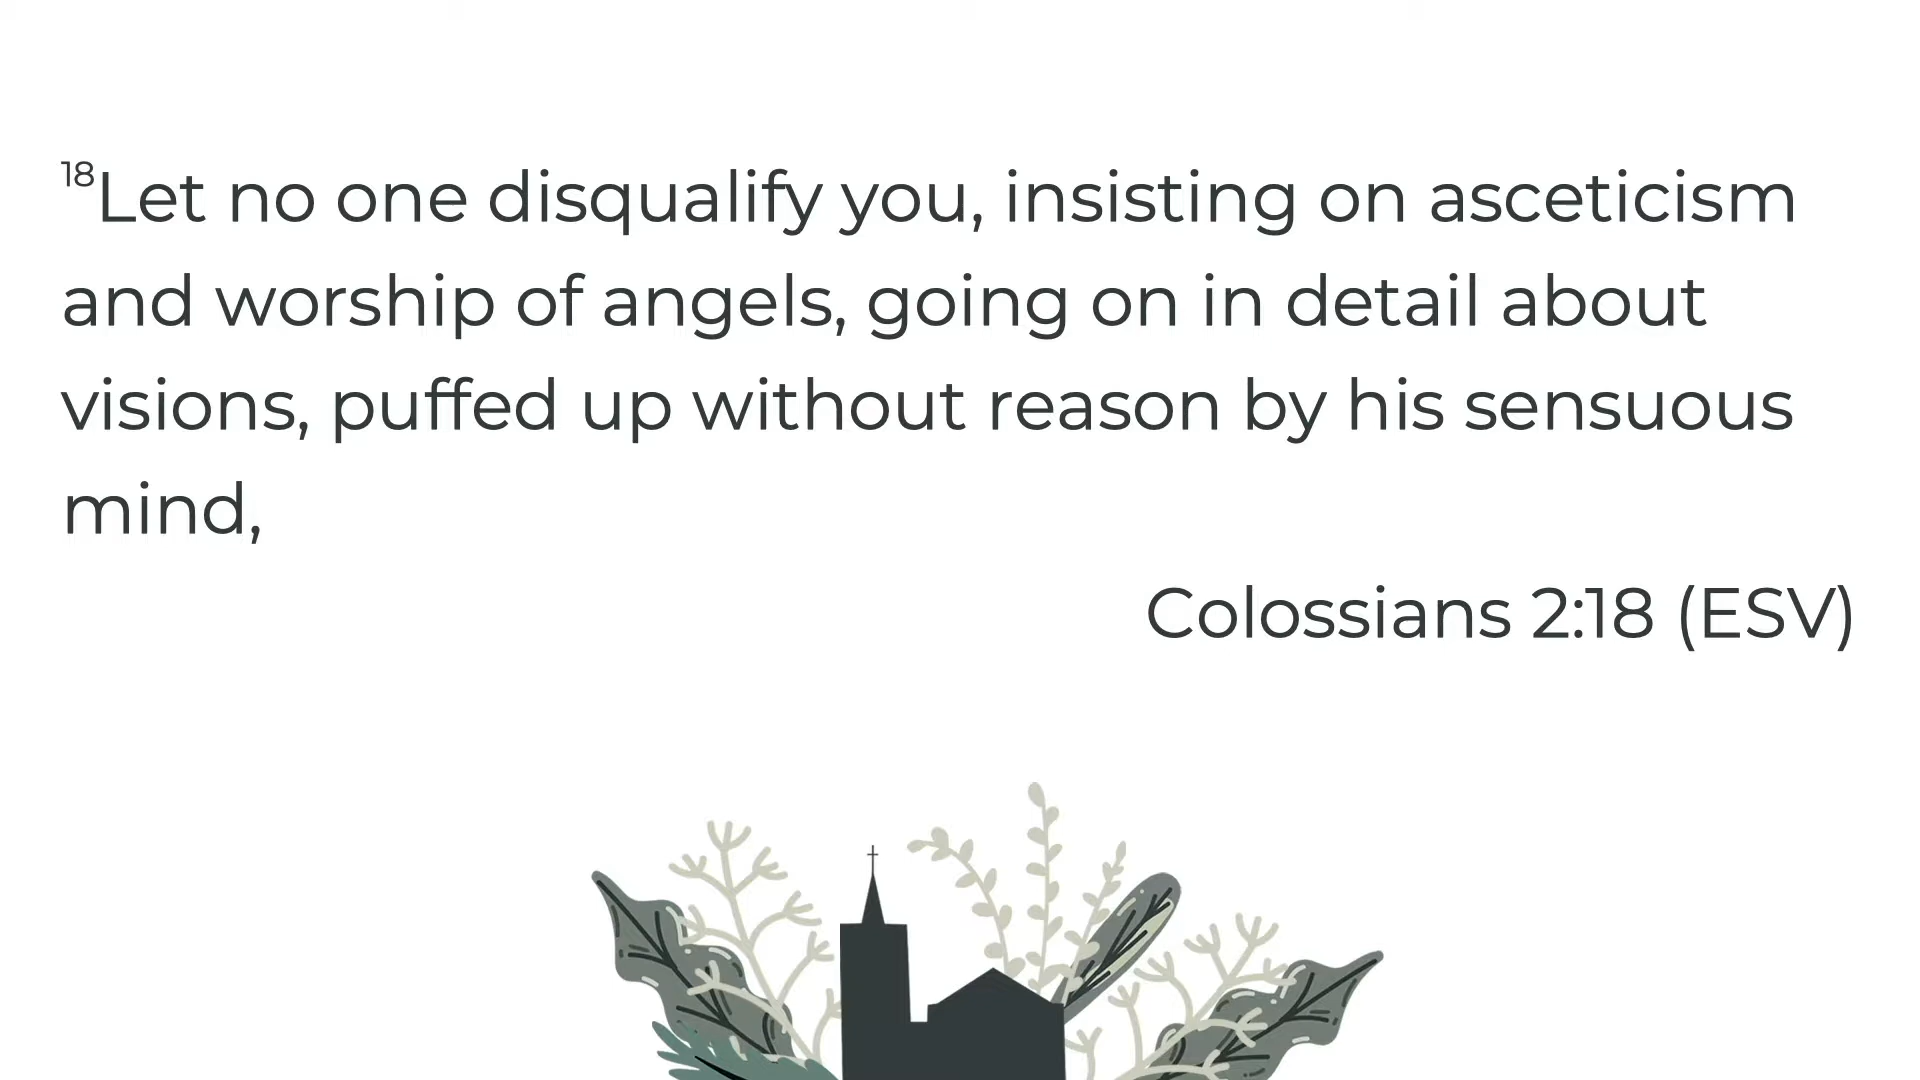 18Let no one disqualify you, insisting on asceticism
and worship of angels, going on in detail about
visions, puffed up without reason by his sensuous
mind,
Colossians 2:18 (ESV)